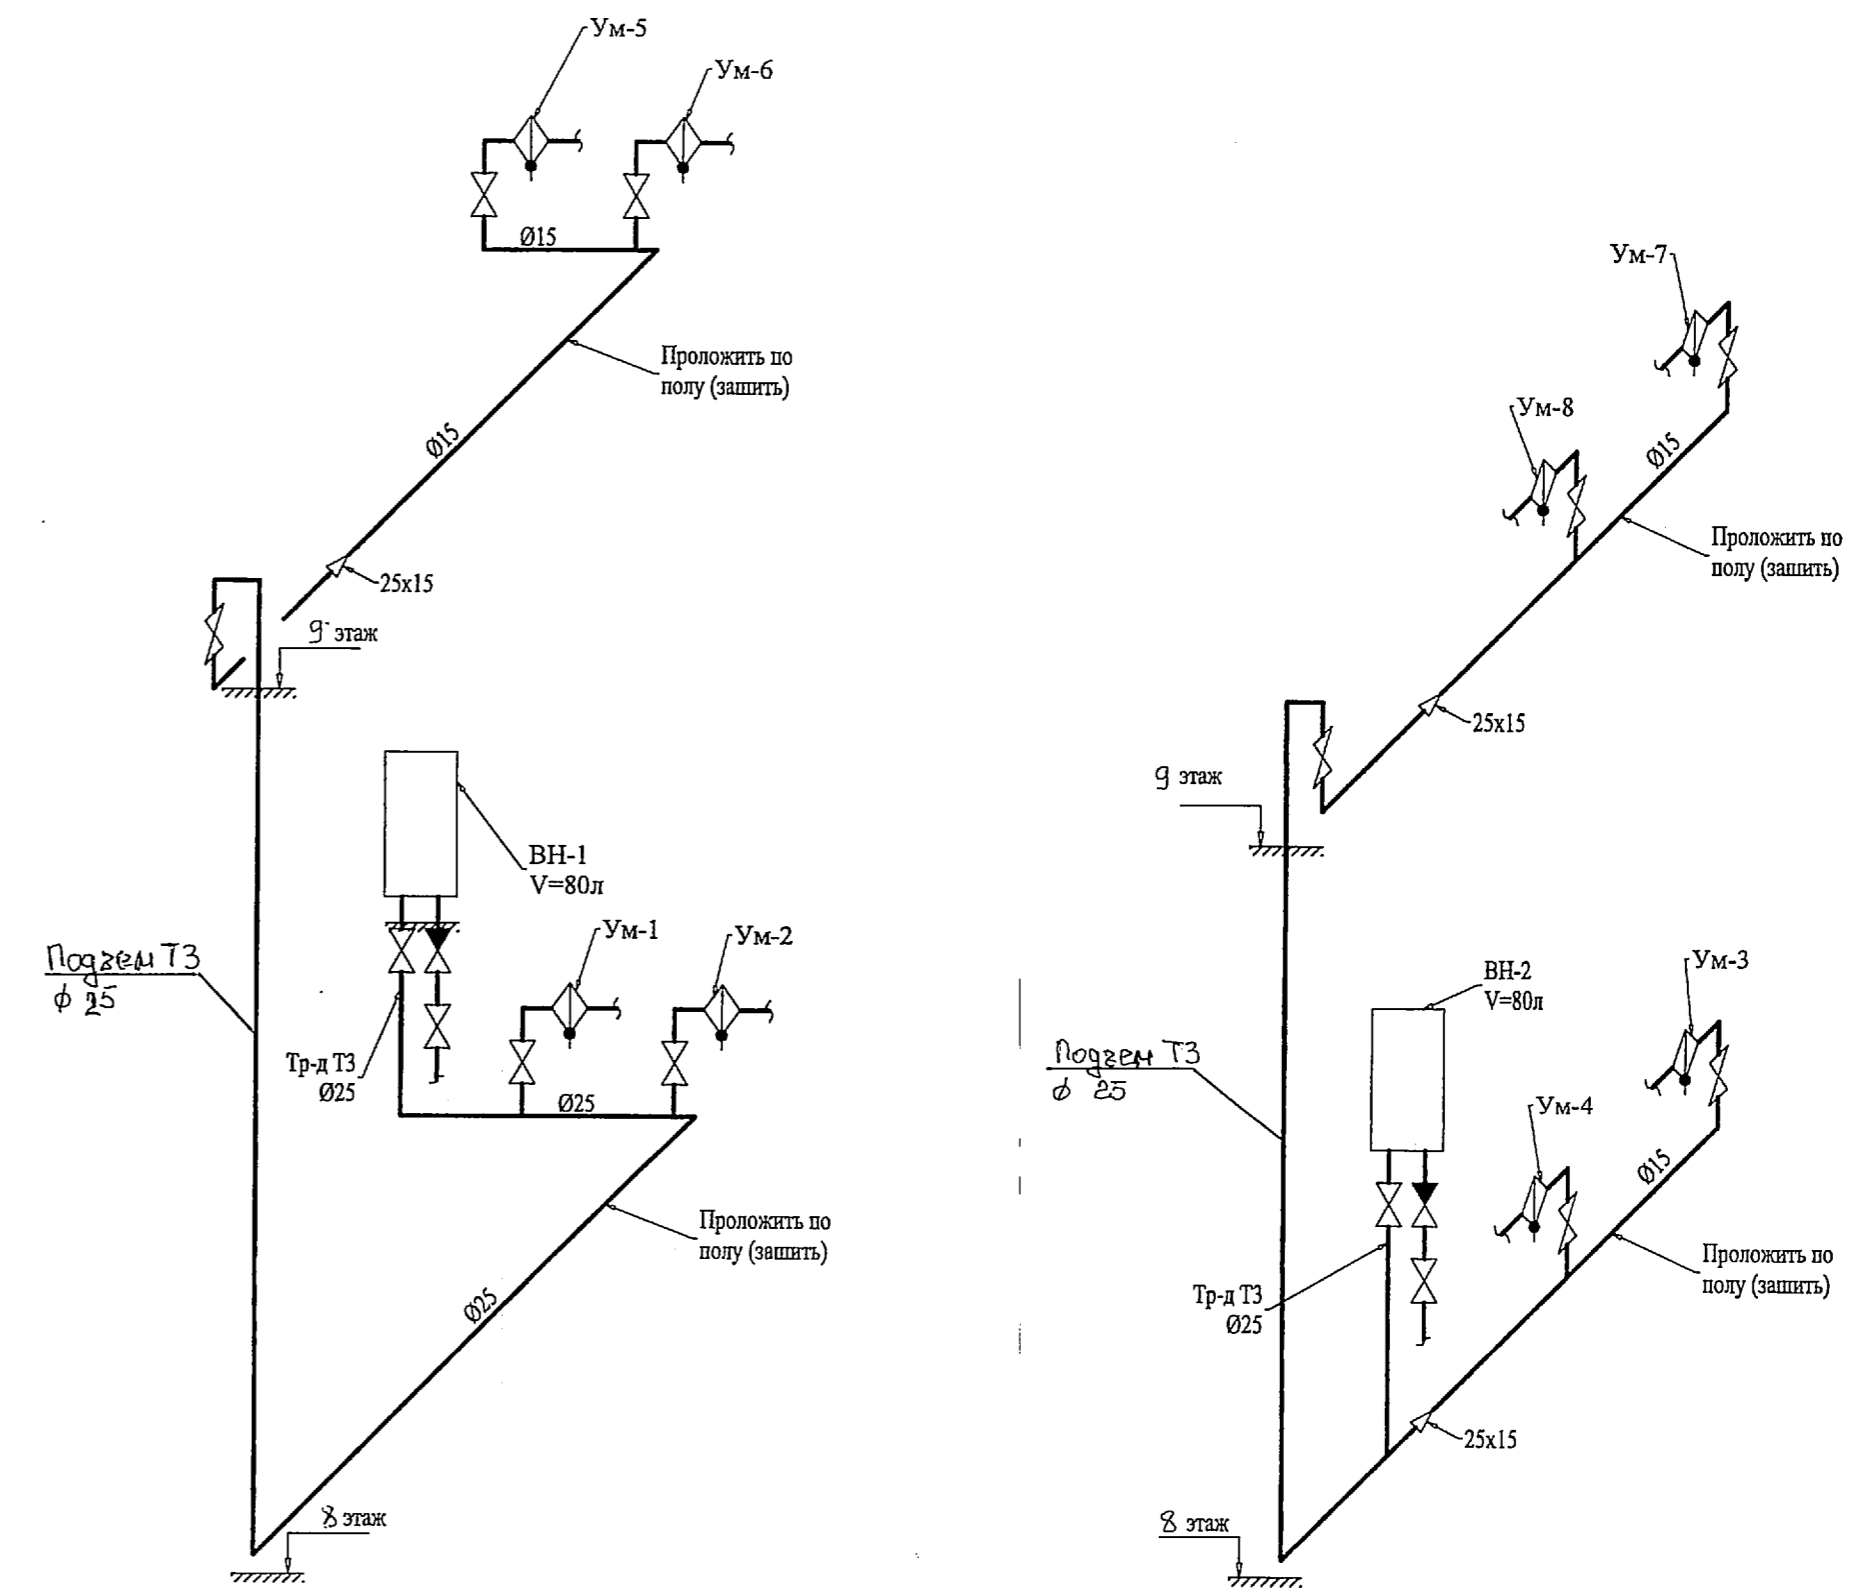 Ум-5
Ум-6
Ø15
Проложить по
полу (зашить)
Ø15
25x15
9 этаж
ВН-1
V=80л
Ум-1
Ум-2
Подъем Т3
ϕ 25
Тр-д Т3
Ø25
Ø25
Проложить по
полу (зашить)
Ø25
8 этаж
Ум-7
Ум-8
Ø15
Проложить по
полу (зашить)
25x15
9 этаж
ВН-2
V=80л
Ум-3
Подъем Т3
ϕ 25
Ум-4
Ø15
Проложить по
полу (зашить)
Тр-д Т3
Ø25
25x15
8 этаж